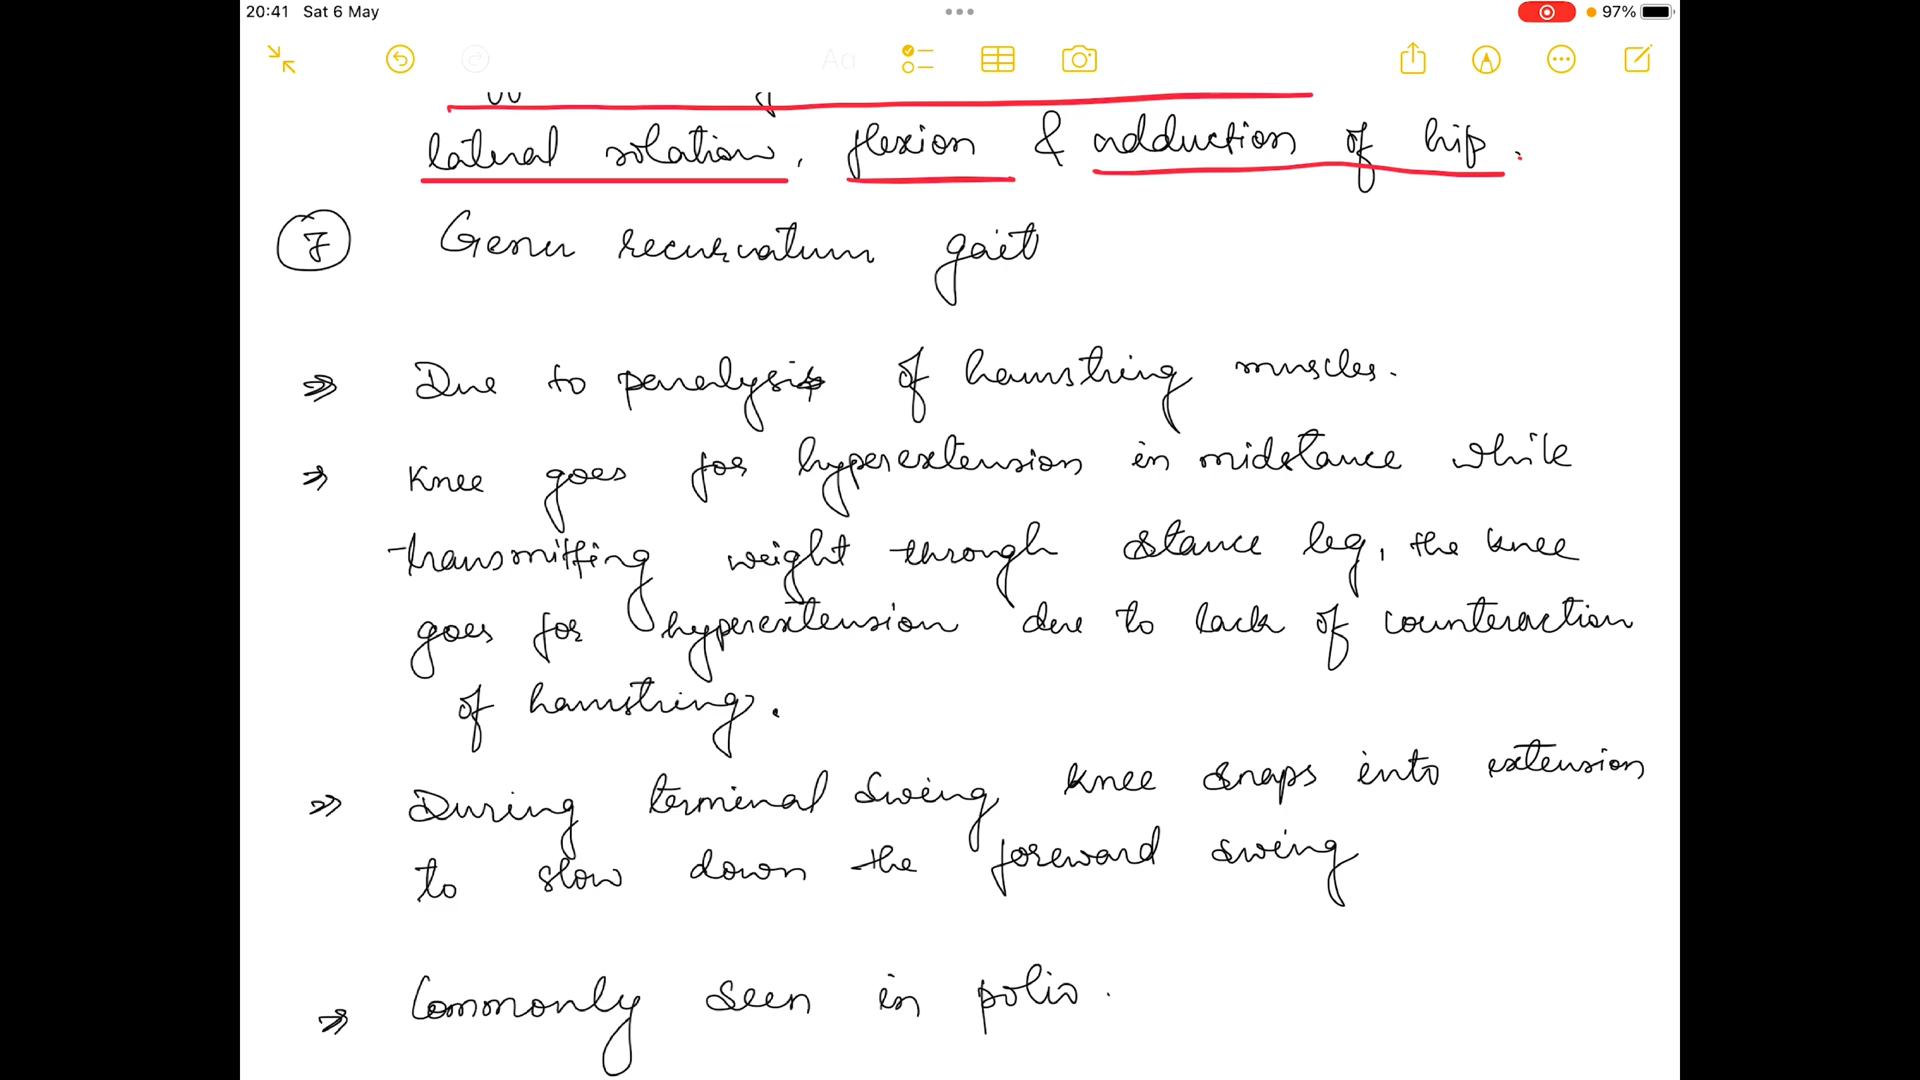 20:41 Sat 6 May
97%
Aa
lateral rotation, flexion & adduction of hip.
7 Genu recurvatum gait
⇒ Due to paralysis of hamstring muscles.
⇒ Knee goes for hyperextension in midstance while
transmitting weight through stance leg, the knee
goes for hyperextension due to lack of counteraction
of hamstring.
⇒ During terminal swing knee snaps into extension
to slow down the foreward swing
⇒ Commonly seen in polio.